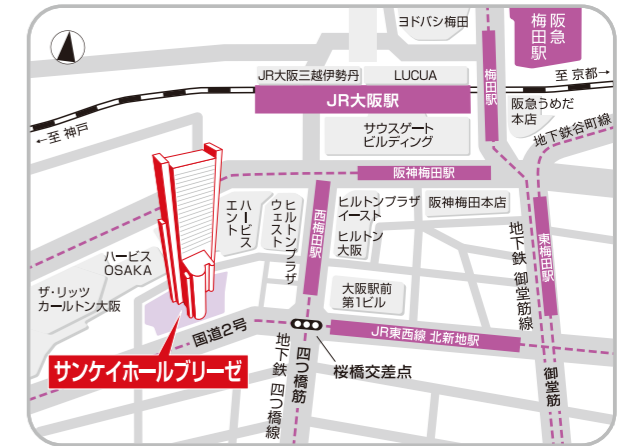 ヨドバシ梅田
阪急
梅田駅
JR大阪三越伊勢丹
LUCUA
梅田駅
至 京都→
JR大阪駅
阪急うめだ
本店
←至 神戸
サウスゲート
ビルディング
地下鉄谷町線
阪神梅田駅
ハービス
エント
ヒルトンプラザ
ウェスト
西梅田駅
ヒルトンプラザ
イースト
阪神梅田本店
ヒルトン
大阪
地下鉄 御堂筋線
東梅田駅
ハービス
OSAKA
ザ・リッツ
カールトン大阪
大阪駅前
第1ビル
国道2号
JR東西線 北新地駅
サンケイホールブリーゼ
地下鉄 四つ橋線
四つ橋筋
桜橋交差点
御堂筋